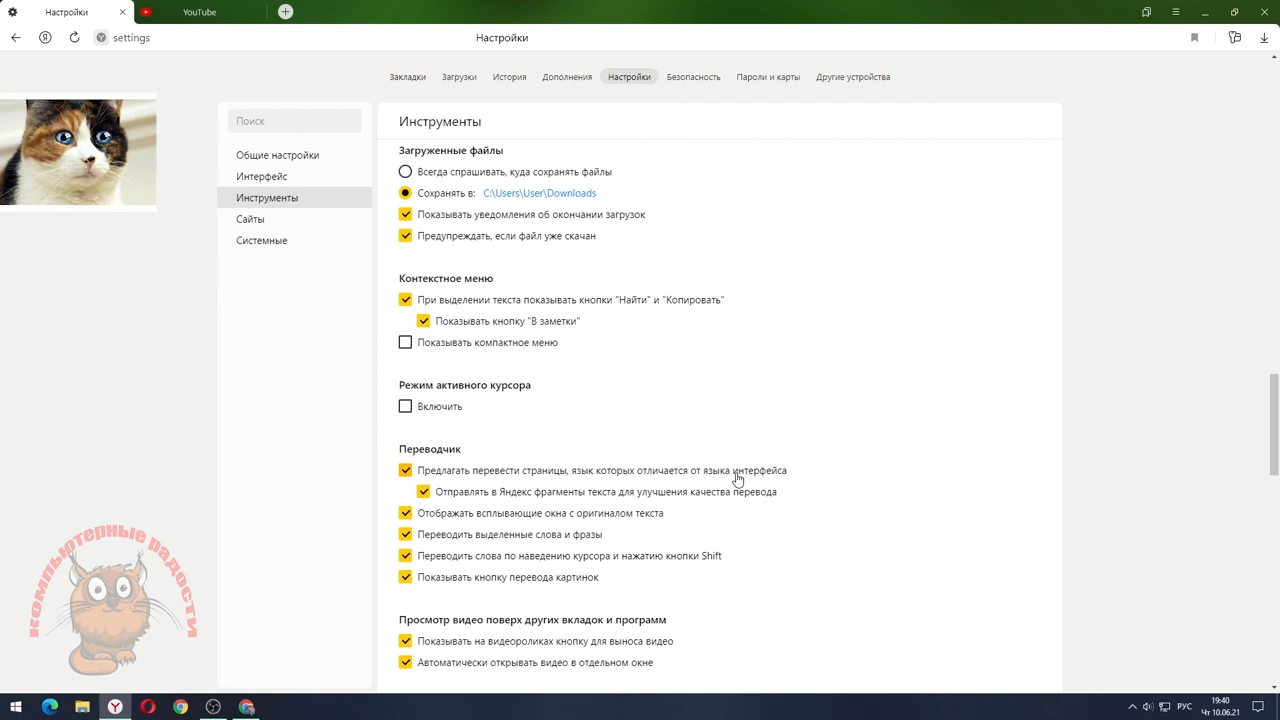 Настройки
YouTube
settings
Настройки
Закладки
Загрузки
История
Дополнения
Настройки
Безопасность
Пароли и карты
Другие устройства
Поиск
Общие настройки
Интерфейс
Инструменты
Сайты
Системные
Инструменты
Загруженные файлы
Всегда спрашивать, куда сохранять файлы
Сохранять в: C:\Users\User\Downloads
Показывать уведомления об окончании загрузок
Предупреждать, если файл уже скачан
Контекстное меню
При выделении текста показывать кнопки "Найти" и "Копировать"
Показывать кнопку "В заметки"
Показывать компактное меню
Режим активного курсора
Включить
Переводчик
Предлагать перевести страницы, язык которых отличается от языка интерфейса
Отправлять в Яндекс фрагменты текста для улучшения качества перевода
Отображать всплывающие окна с оригиналом текста
Переводить выделенные слова и фразы
Переводить слова по наведению курсора и нажатию кнопки Shift
Показывать кнопку перевода картинок
Просмотр видео поверх других вкладок и программ
Показывать на видеороликах кнопку для выноса видео
Автоматически открывать видео в отдельном окне
компьютерные радости
РУС
19:40
Чт 10.06.21